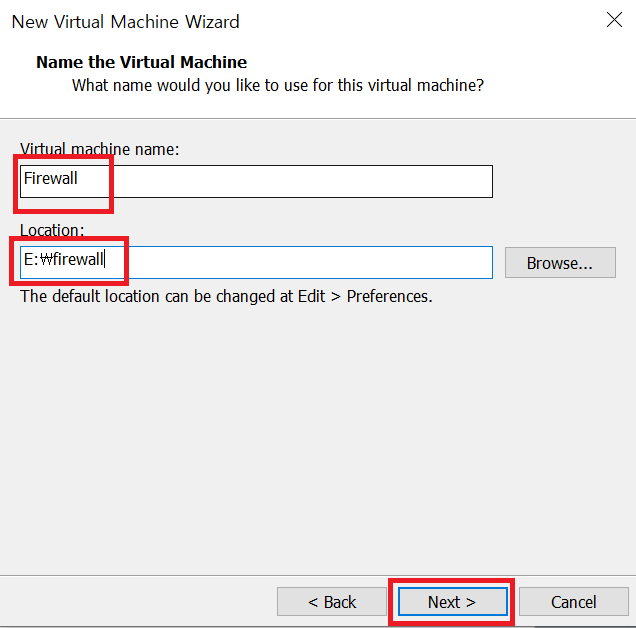 New Virtual Machine Wizard
Name the Virtual Machine
What name would you like to use for this virtual machine?
Virtual machine name:
Firewall
Location:
E:₩firewall
Browse...
The default location can be changed at Edit > Preferences.
< Back
Next >
Cancel